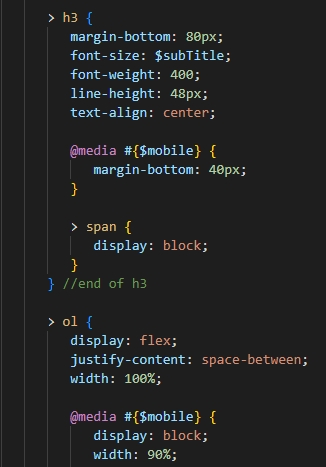 > h3 {
margin-bottom: 80px;
font-size: $subTitle;
font-weight: 400;
line-height: 48px;
text-align: center;
@media #{$mobile} {
margin-bottom: 40px;
}
> span {
display: block;
}
} //end of h3
> ol {
display: flex;
justify-content: space-between;
width: 100%;
@media #{$mobile} {
display: block;
width: 90%;